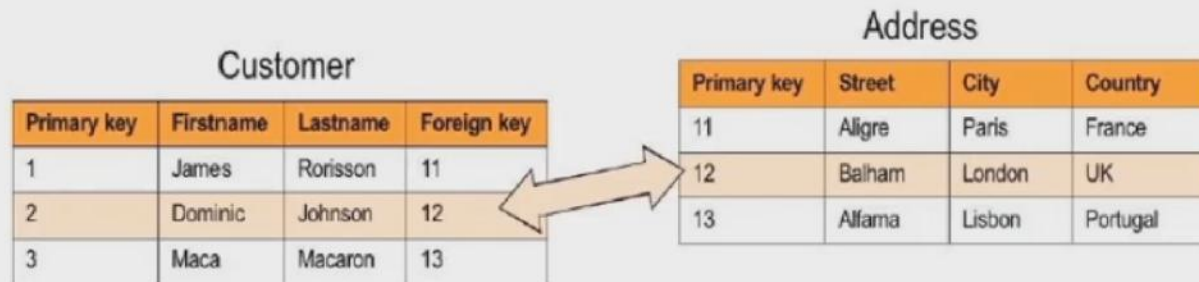 Customer
Primary key Firstname Lastname Foreign key
1 James Rorisson 11
2 Dominic Johnson 12
3 Maca Macaron 13
Address
Primary key Street City Country
11 Aligre Paris France
12 Balham London UK
13 Alfama Lisbon Portugal